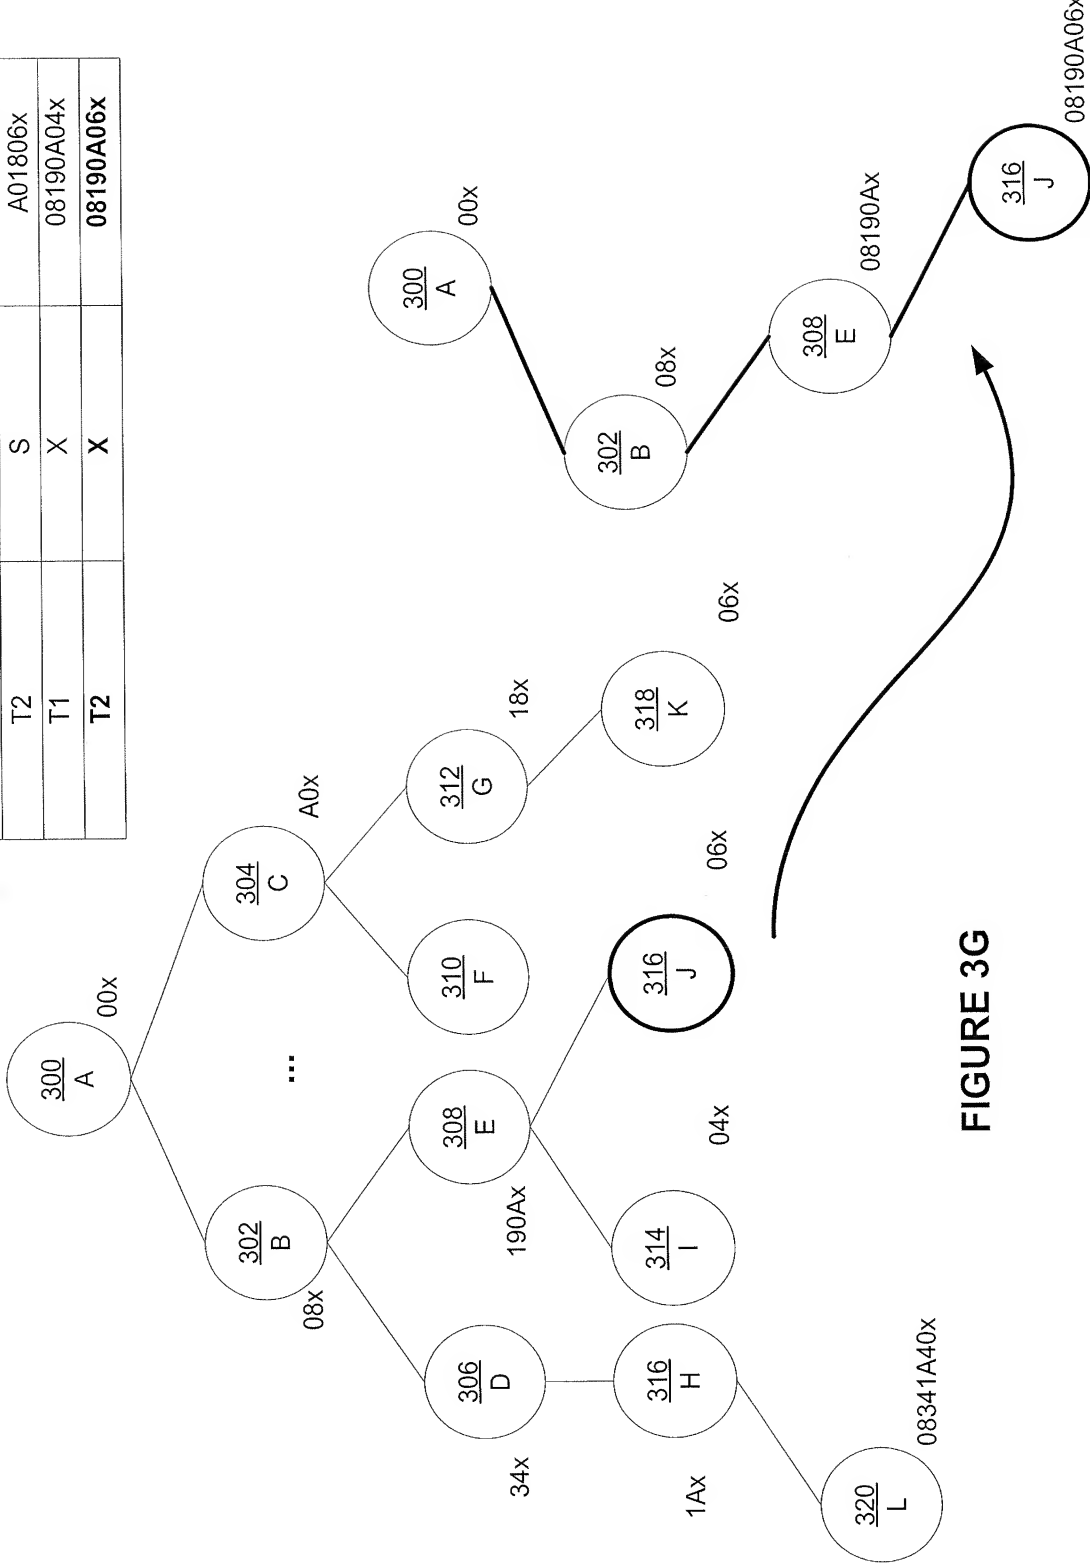 T2 S A01806x
T1 X 08190A04x
T2 X 08190A06x
300
A
00x
302
B
08x
...
304
C
A0x
306
D
34x
308
E
190Ax
310
F
312
G
18x
316
H
1Ax
314
I
04x
316
J
06x
318
K
06x
320
L
08341A40x
300
A
00x
302
B
08x
308
E
08190Ax
316
J
08190A06x
FIGURE 3G